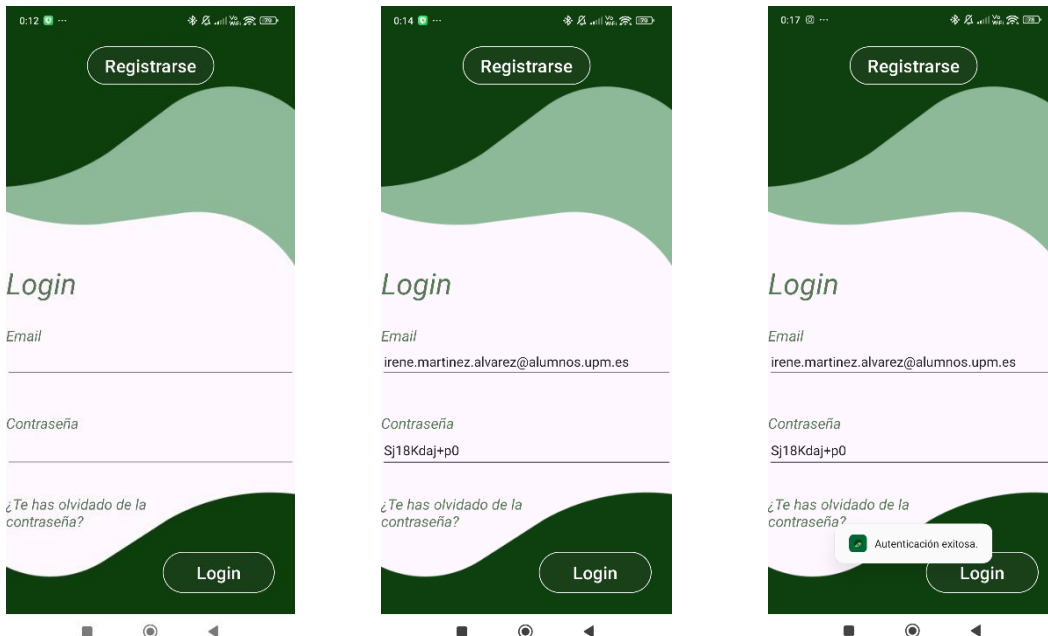 0:12 ...
79
Registrarse
Login
Email
Contraseña
¿Te has olvidado de la
contraseña?
Login
0:14 ...
79
Registrarse
Login
Email
irene.martinez.alvarez@alumnos.upm.es
Contraseña
Sj18Kdaj+p0
¿Te has olvidado de la
contraseña?
Login
0:17 ...
78
Registrarse
Login
Email
irene.martinez.alvarez@alumnos.upm.es
Contraseña
Sj18Kdaj+p0
¿Te has olvidado de la
contraseña?
Autenticación exitosa.
Login